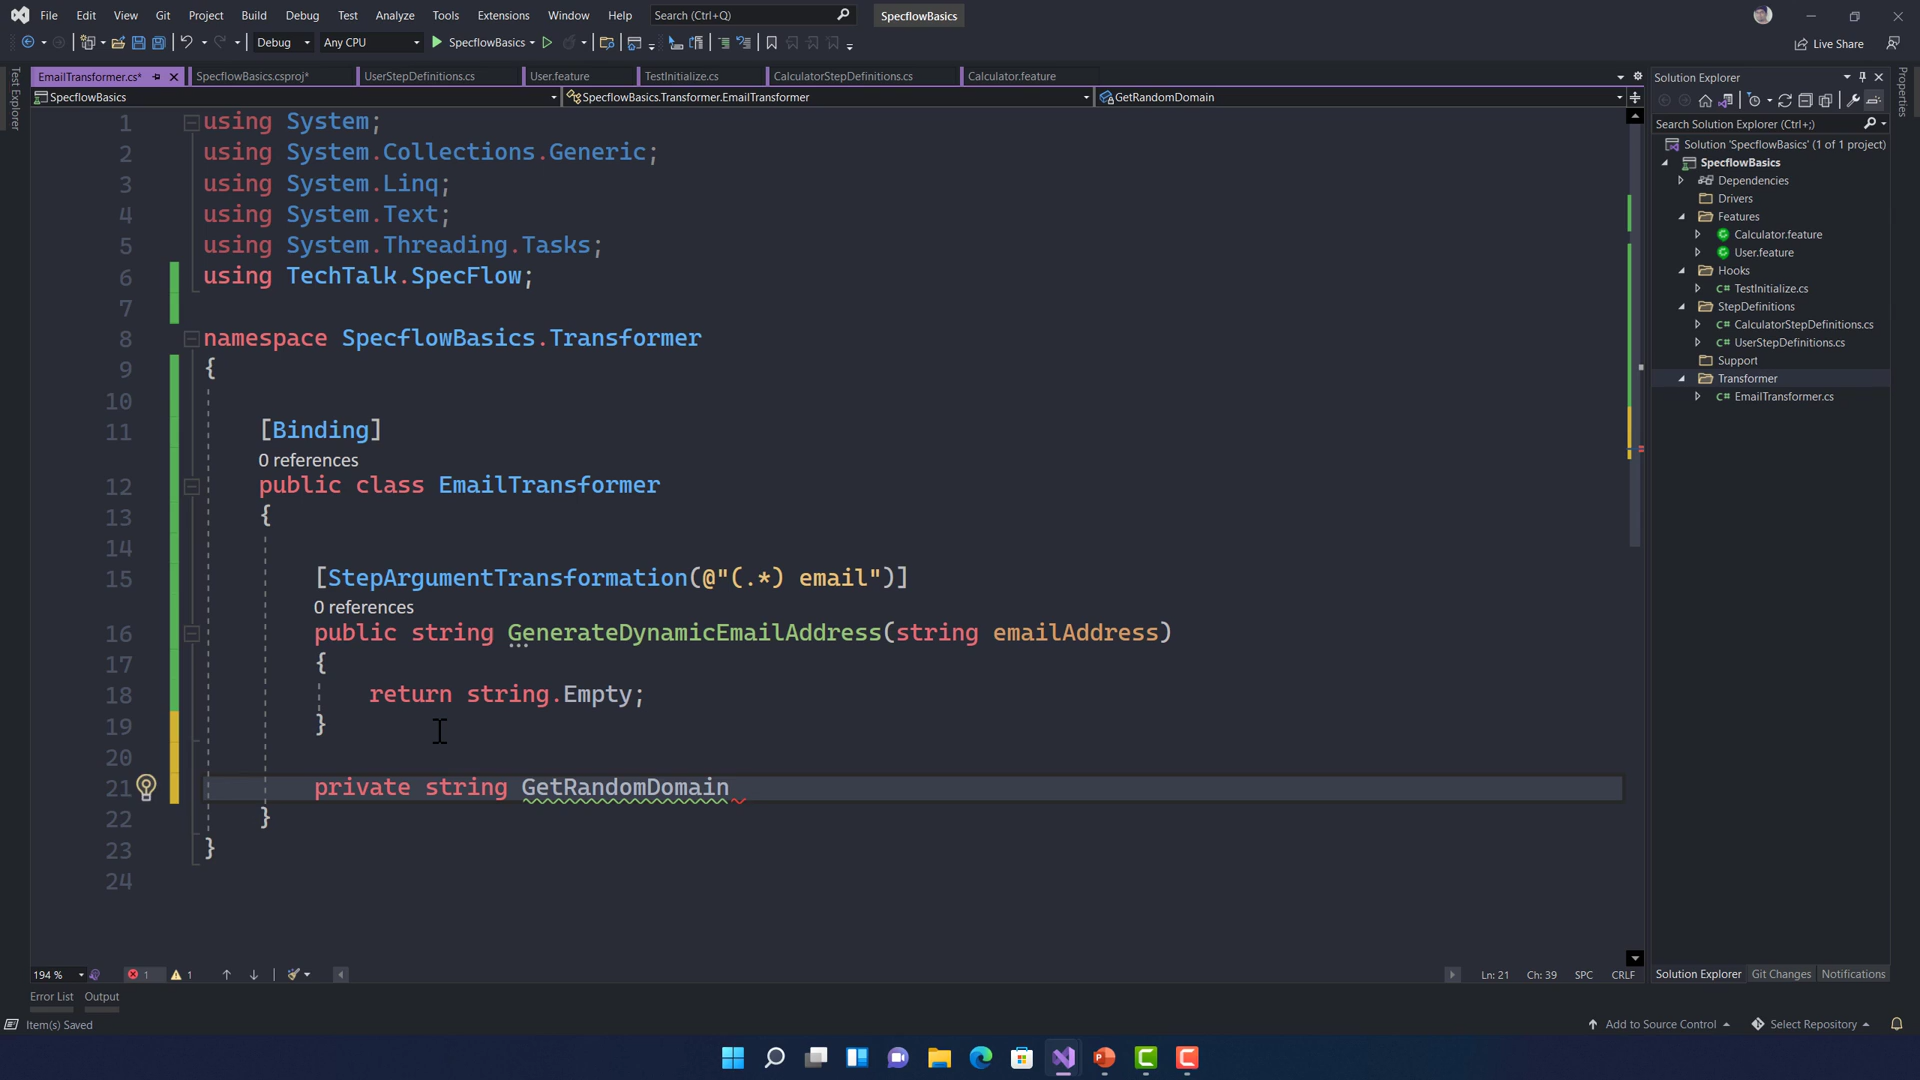 File Edit View Git Project Build Debug Test Analyze Tools Extensions Window Help Search (Ctrl+Q) SpecflowBasics
Debug Any CPU SpecflowBasics Live Share
EmailTransformer.cs* SpecflowBasics.csproj* UserStepDefinitions.cs User.feature TestInitialize.cs CalculatorStepDefinitions.cs Calculator.feature
SpecflowBasics SpecflowBasics.Transformer.EmailTransformer GetRandomDomain
Test Explorer
1 using System;
2 using System.Collections.Generic;
3 using System.Linq;
4 using System.Text;
5 using System.Threading.Tasks;
6 using TechTalk.SpecFlow;
7
8 namespace SpecflowBasics.Transformer
9 {
10
11 [Binding]
0 references
12 public class EmailTransformer
13 {
14
15 [StepArgumentTransformation(@"(.*) email")]
0 references
16 public string GenerateDynamicEmailAddress(string emailAddress)
17 {
18 return string.Empty;
19 }
20
21 private string GetRandomDomain
22 }
23 }
24
194 % 1 1 Ln: 21 Ch: 39 SPC CRLF
Solution Explorer
Search Solution Explorer (Ctrl+;)
Solution 'SpecflowBasics' (1 of 1 project)
SpecflowBasics
Dependencies
Drivers
Features
Calculator.feature
User.feature
Hooks
TestInitialize.cs
StepDefinitions
CalculatorStepDefinitions.cs
UserStepDefinitions.cs
Support
Transformer
EmailTransformer.cs
Solution Explorer Git Changes Notifications
Properties
Error List Output
Item(s) Saved Add to Source Control Select Repository